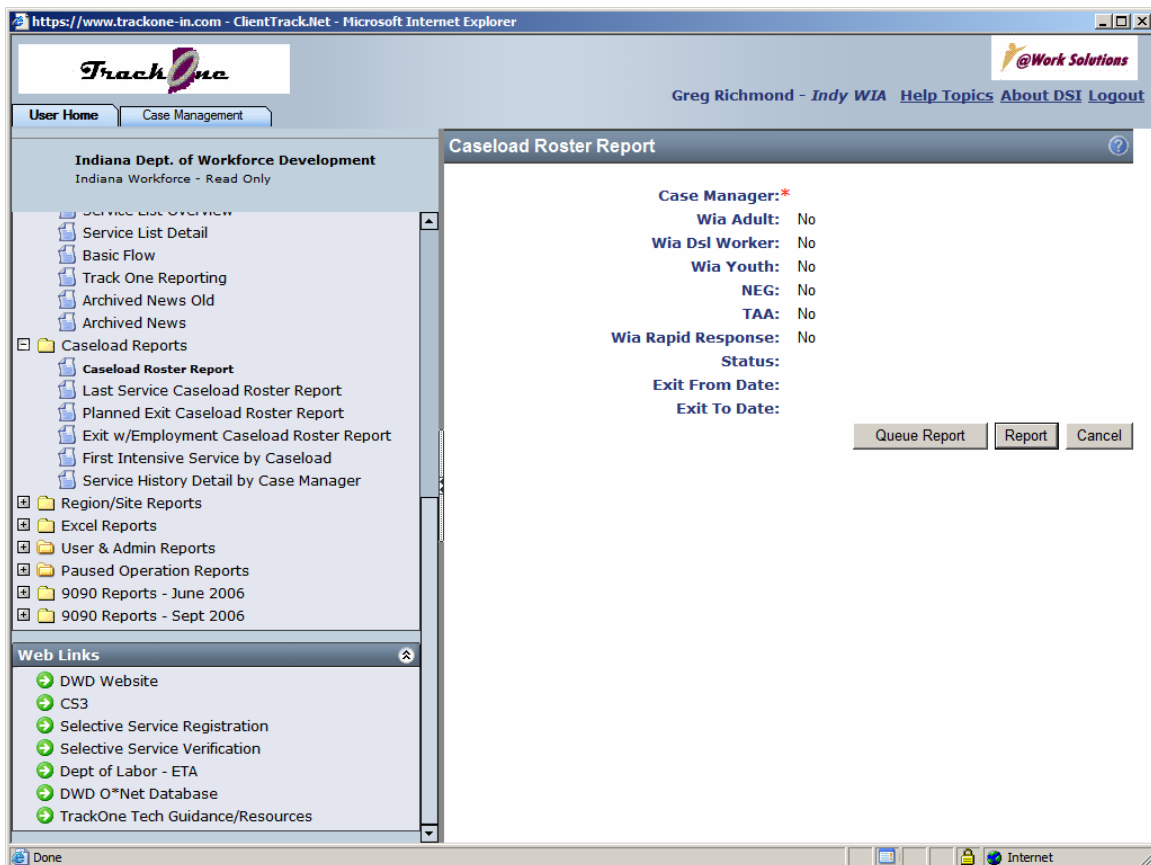 https://www.trackone-in.com - ClientTrack.Net - Microsoft Internet Explorer
Track One
@Work Solutions
Greg Richmond - Indy WIA Help Topics About DSI Logout
User Home Case Management
Indiana Dept. of Workforce Development
Indiana Workforce - Read Only
Service List Overview
Service List Detail
Basic Flow
Track One Reporting
Archived News Old
Archived News
Caseload Reports
Caseload Roster Report
Last Service Caseload Roster Report
Planned Exit Caseload Roster Report
Exit w/Employment Caseload Roster Report
First Intensive Service by Caseload
Service History Detail by Case Manager
Region/Site Reports
Excel Reports
User & Admin Reports
Paused Operation Reports
9090 Reports - June 2006
9090 Reports - Sept 2006
Web Links
DWD Website
CS3
Selective Service Registration
Selective Service Verification
Dept of Labor - ETA
DWD O*Net Database
TrackOne Tech Guidance/Resources
Caseload Roster Report
Case Manager:*
Wia Adult: No
Wia Dsl Worker: No
Wia Youth: No
NEG: No
TAA: No
Wia Rapid Response: No
Status:
Exit From Date:
Exit To Date:
Queue Report Report Cancel
Done Internet